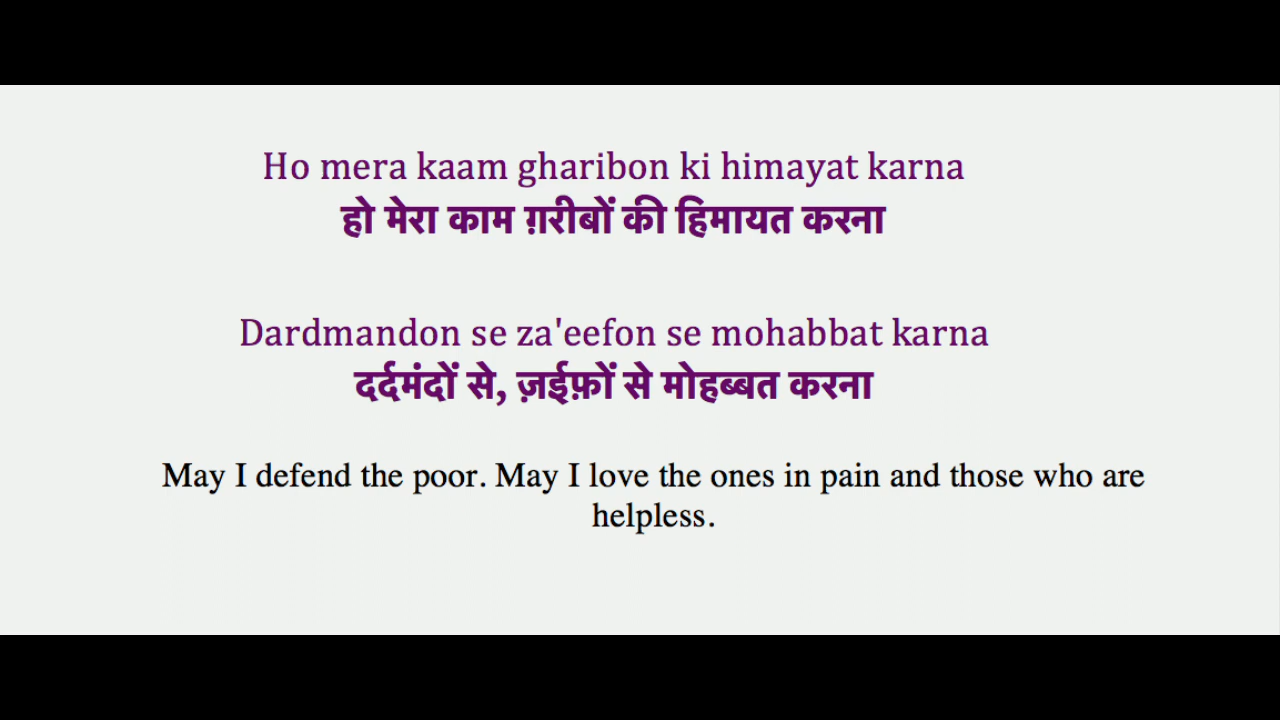 Ho mera kaam gharibon ki himayat karna
हो मेरा काम ग़रीबों की हिमायत करना
Dardmandon se za'eefon se mohabbat karna
दर्दमंदों से, ज़ईफ़ों से मोहब्बत करना
May I defend the poor. May I love the ones in pain and those who are
helpless.